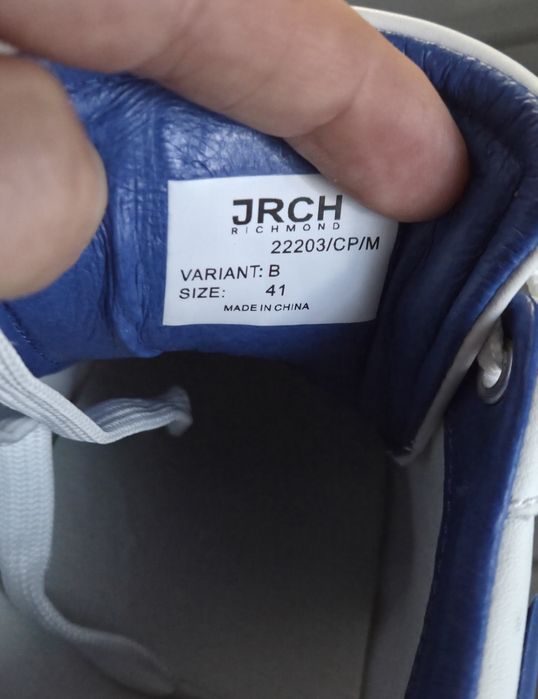 JRCH
RICHMOND
22203/CP/M
VARIANT: B
SIZE: 41
MADE IN CHINA